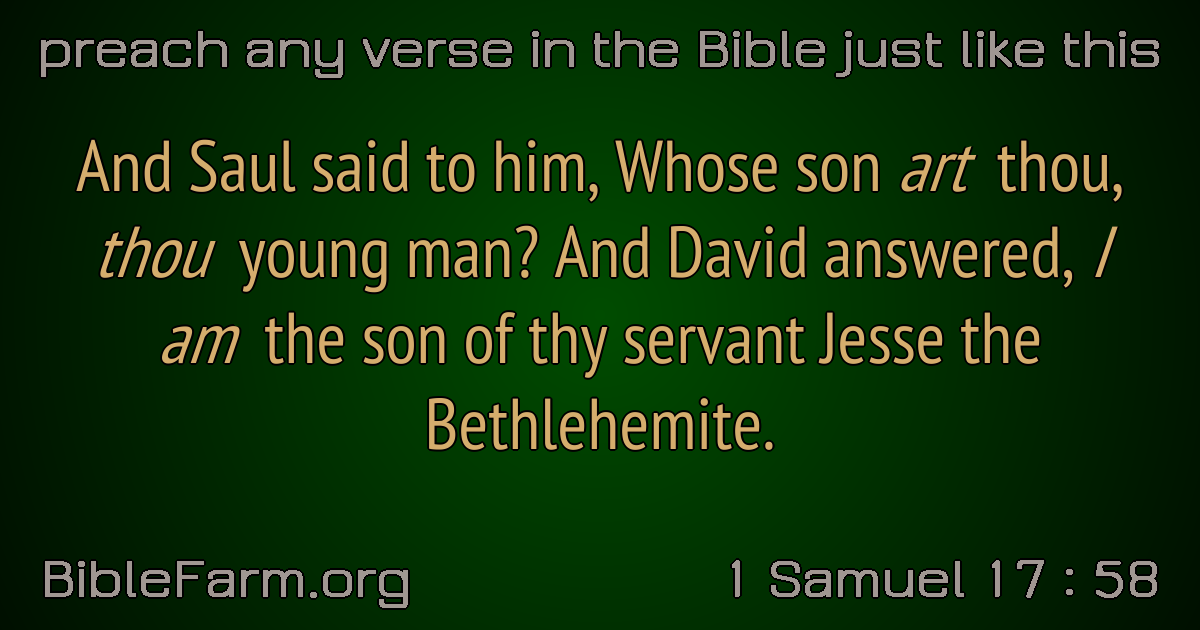 preach any verse in the Bible just like this
And Saul said to him, Whose son art thou,
thou young man? And David answered, I
am the son of thy servant Jesse the
Bethlehemite.
BibleFarm.org
1 Samuel 17 : 58